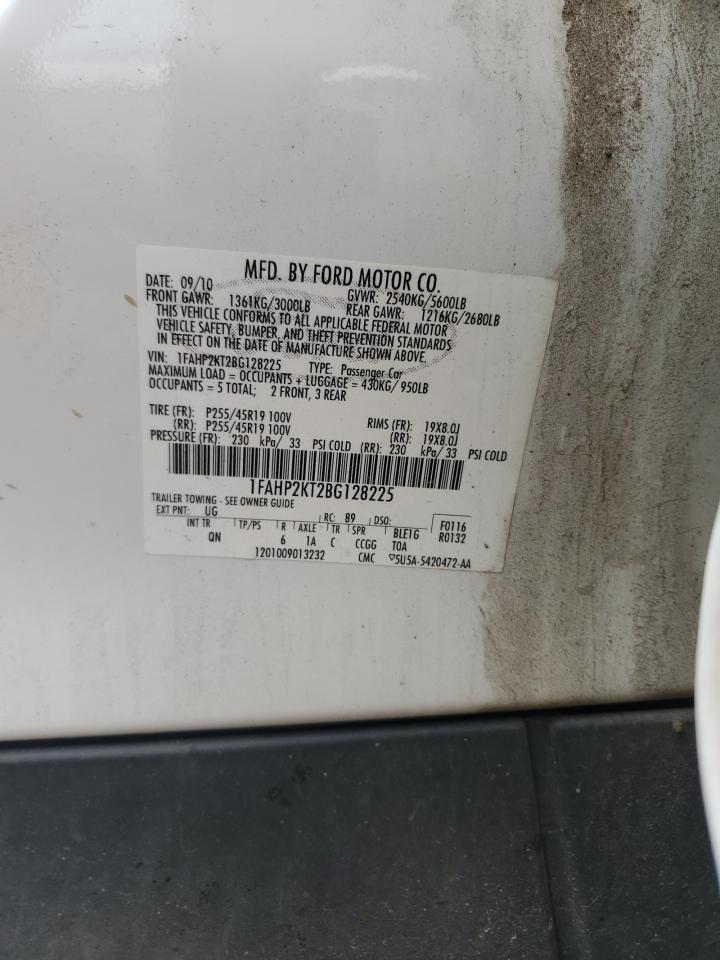 MFD. BY FORD MOTOR CO.
DATE: 09/10 GVWR: 2540KG/5600LB
FRONT GAWR: 1361KG/3000LB REAR GAWR: 1216KG/2680LB
THIS VEHICLE CONFORMS TO ALL APPLICABLE FEDERAL MOTOR
VEHICLE SAFETY, BUMPER, AND THEFT PREVENTION STANDARDS
IN EFFECT ON THE DATE OF MANUFACTURE SHOWN ABOVE.
VIN: 1FAHP2KT2BG128225 TYPE: Passenger Car
MAXIMUM LOAD = OCCUPANTS + LUGGAGE = 430KG/950LB
OCCUPANTS = 5 TOTAL; 2 FRONT, 3 REAR
TIRE (FR): P255/45R19 100V RIMS (FR): 19X8.0J
(RR): P255/45R19 100V (RR): 19X8.0J
PRESSURE (FR): 230 kPa/ 33 PSI COLD (RR): 230 kPa/ 33 PSI COLD
1FAHP2KT2BG128225
TRAILER TOWING - SEE OWNER GUIDE
EXT PNT: UG RC: 89 DSO: F0116
INT TR TP/PS R AXLE TR SPR BLE1G R0132
QN 6 1A C CCGG TOA
1201009013232 CMC ▽5U5A-5420472-AA